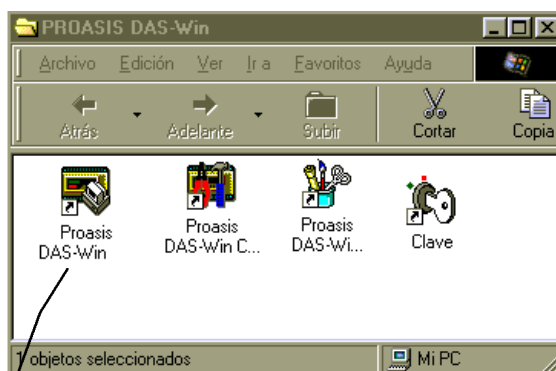 PROASIS DAS-Win
Archivo Edición Ver Ir a Favoritos Ayuda
Atrás Adelante Subir Cortar Copia
Proasis DAS-Win
Proasis DAS-Win C...
Proasis DAS-Wi...
Clave
1 objetos seleccionados Mi PC